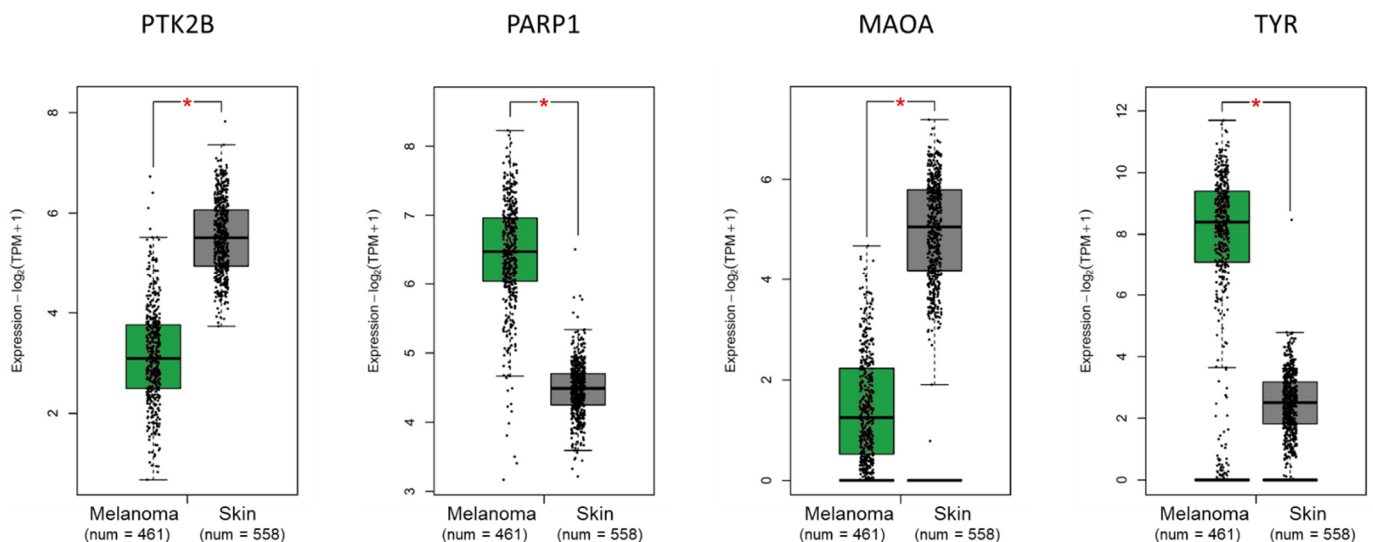 PTK2B
PARP1
MAOA
TYR
Expression – log2(TPM + 1)
8
6
4
2
*
Melanoma
(num = 461)
Skin
(num = 558)
Expression – log2(TPM + 1)
8
7
6
5
4
3
*
Melanoma
(num = 461)
Skin
(num = 558)
Expression – log2(TPM + 1)
6
4
2
0
*
Melanoma
(num = 461)
Skin
(num = 558)
Expression – log2(TPM + 1)
12
10
8
6
4
2
0
*
Melanoma
(num = 461)
Skin
(num = 558)